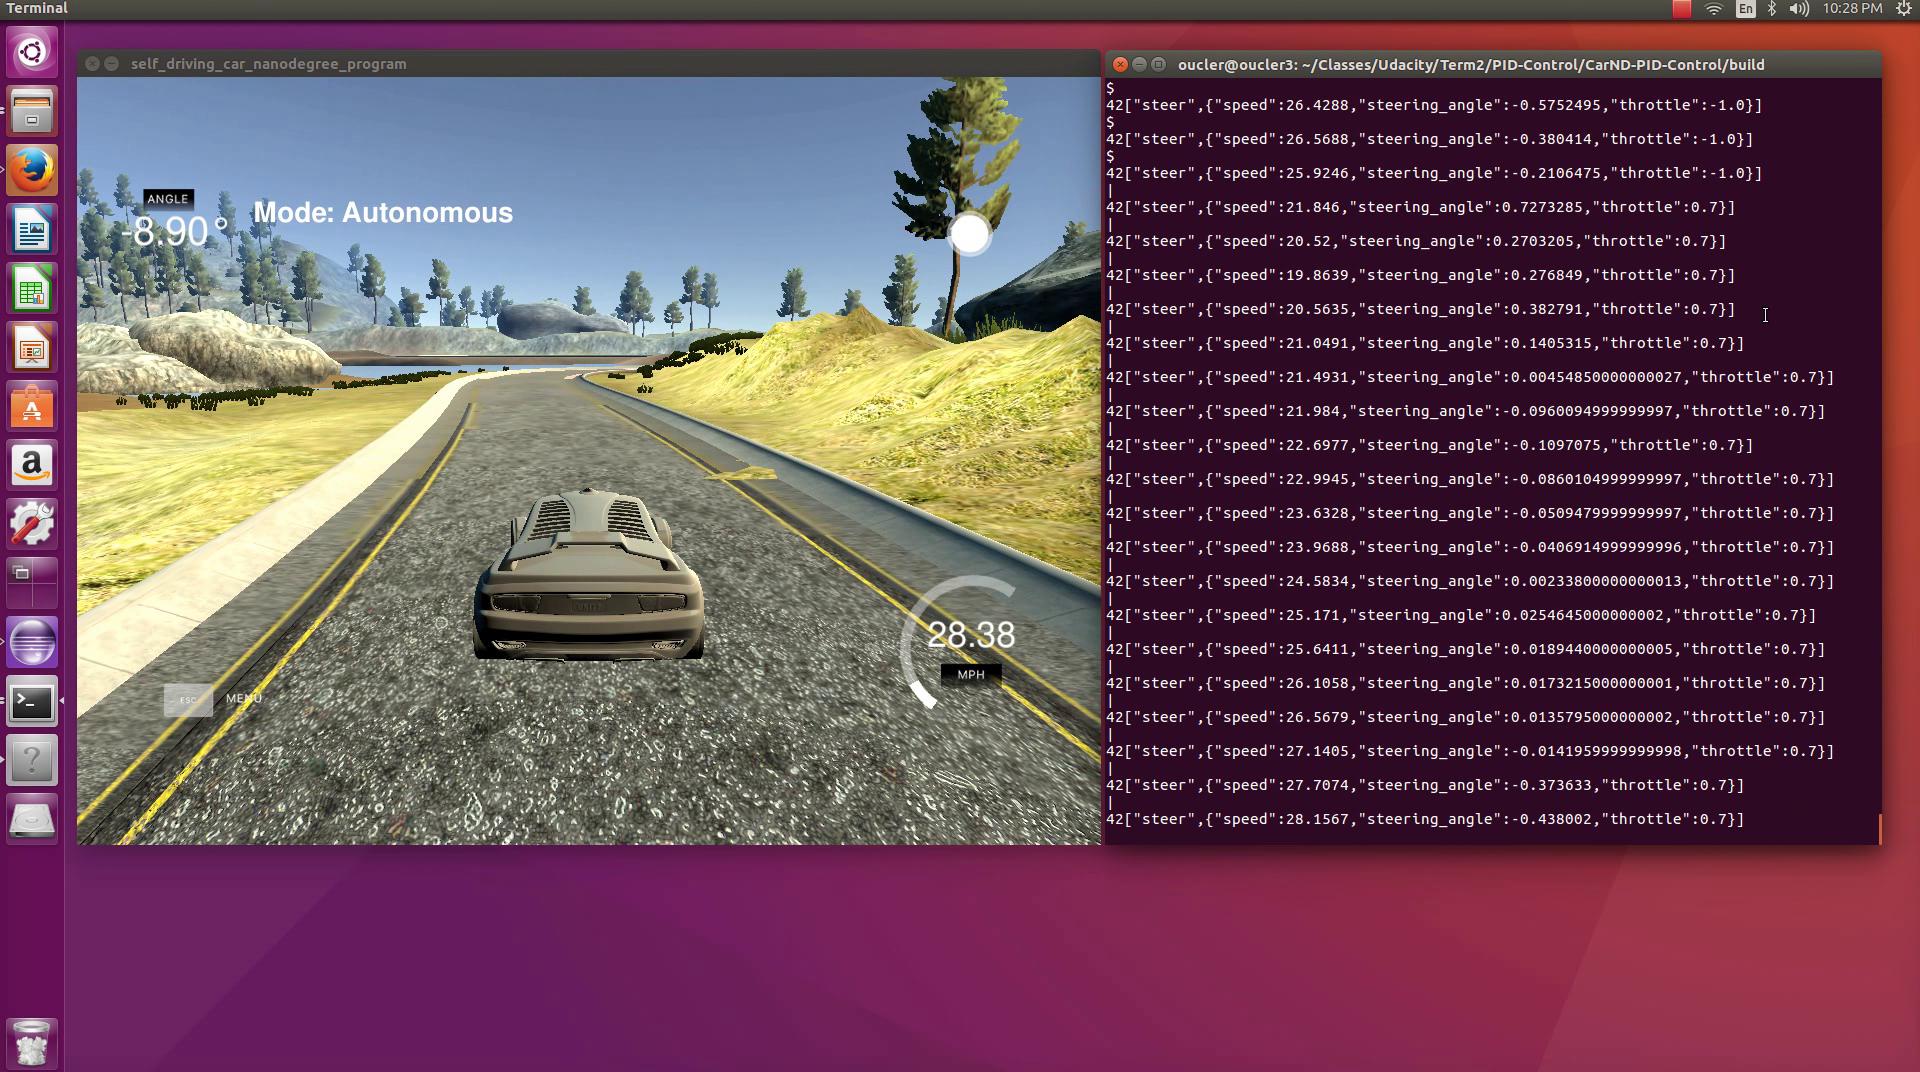 Terminal
En
10:28 PM
self_driving_car_nanodegree_program
ANGLE
-8.90°
Mode: Autonomous
28.38
MPH
ESC
MENU
oucler@oucler3: ~/Classes/Udacity/Term2/PID-Control/CarND-PID-Control/build
$
42["steer",{"speed":26.4288,"steering_angle":-0.5752495,"throttle":-1.0}]
$
42["steer",{"speed":26.5688,"steering_angle":-0.380414,"throttle":-1.0}]
$
42["steer",{"speed":25.9246,"steering_angle":-0.2106475,"throttle":-1.0}]
|
42["steer",{"speed":21.846,"steering_angle":0.7273285,"throttle":0.7}]
|
42["steer",{"speed":20.52,"steering_angle":0.2703205,"throttle":0.7}]
|
42["steer",{"speed":19.8639,"steering_angle":0.276849,"throttle":0.7}]
|
42["steer",{"speed":20.5635,"steering_angle":0.382791,"throttle":0.7}]
|
42["steer",{"speed":21.0491,"steering_angle":0.1405315,"throttle":0.7}]
|
42["steer",{"speed":21.4931,"steering_angle":0.00454850000000027,"throttle":0.7}]
|
42["steer",{"speed":21.984,"steering_angle":-0.0960094999999997,"throttle":0.7}]
|
42["steer",{"speed":22.6977,"steering_angle":-0.1097075,"throttle":0.7}]
|
42["steer",{"speed":22.9945,"steering_angle":-0.0860104999999997,"throttle":0.7}]
|
42["steer",{"speed":23.6328,"steering_angle":-0.0509479999999997,"throttle":0.7}]
|
42["steer",{"speed":23.9688,"steering_angle":-0.0406914999999996,"throttle":0.7}]
|
42["steer",{"speed":24.5834,"steering_angle":0.00233800000000013,"throttle":0.7}]
|
42["steer",{"speed":25.171,"steering_angle":0.0254645000000002,"throttle":0.7}]
|
42["steer",{"speed":25.6411,"steering_angle":0.0189440000000005,"throttle":0.7}]
|
42["steer",{"speed":26.1058,"steering_angle":0.0173215000000001,"throttle":0.7}]
|
42["steer",{"speed":26.5679,"steering_angle":0.0135795000000002,"throttle":0.7}]
|
42["steer",{"speed":27.1405,"steering_angle":-0.0141959999999998,"throttle":0.7}]
|
42["steer",{"speed":27.7074,"steering_angle":-0.373633,"throttle":0.7}]
|
42["steer",{"speed":28.1567,"steering_angle":-0.438002,"throttle":0.7}]